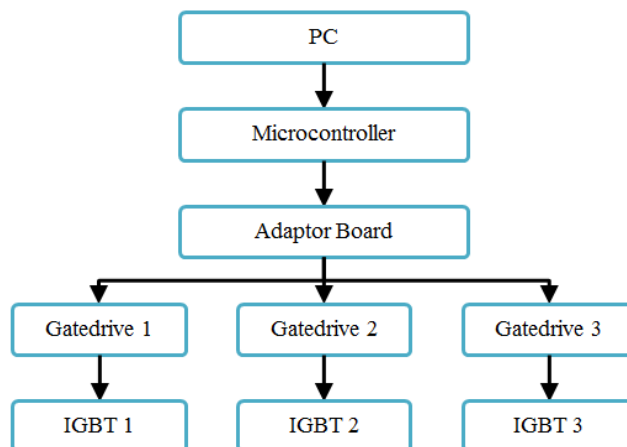 PC
Microcontroller
Adaptor Board
Gatedrive 1
Gatedrive 2
Gatedrive 3
IGBT 1
IGBT 2
IGBT 3